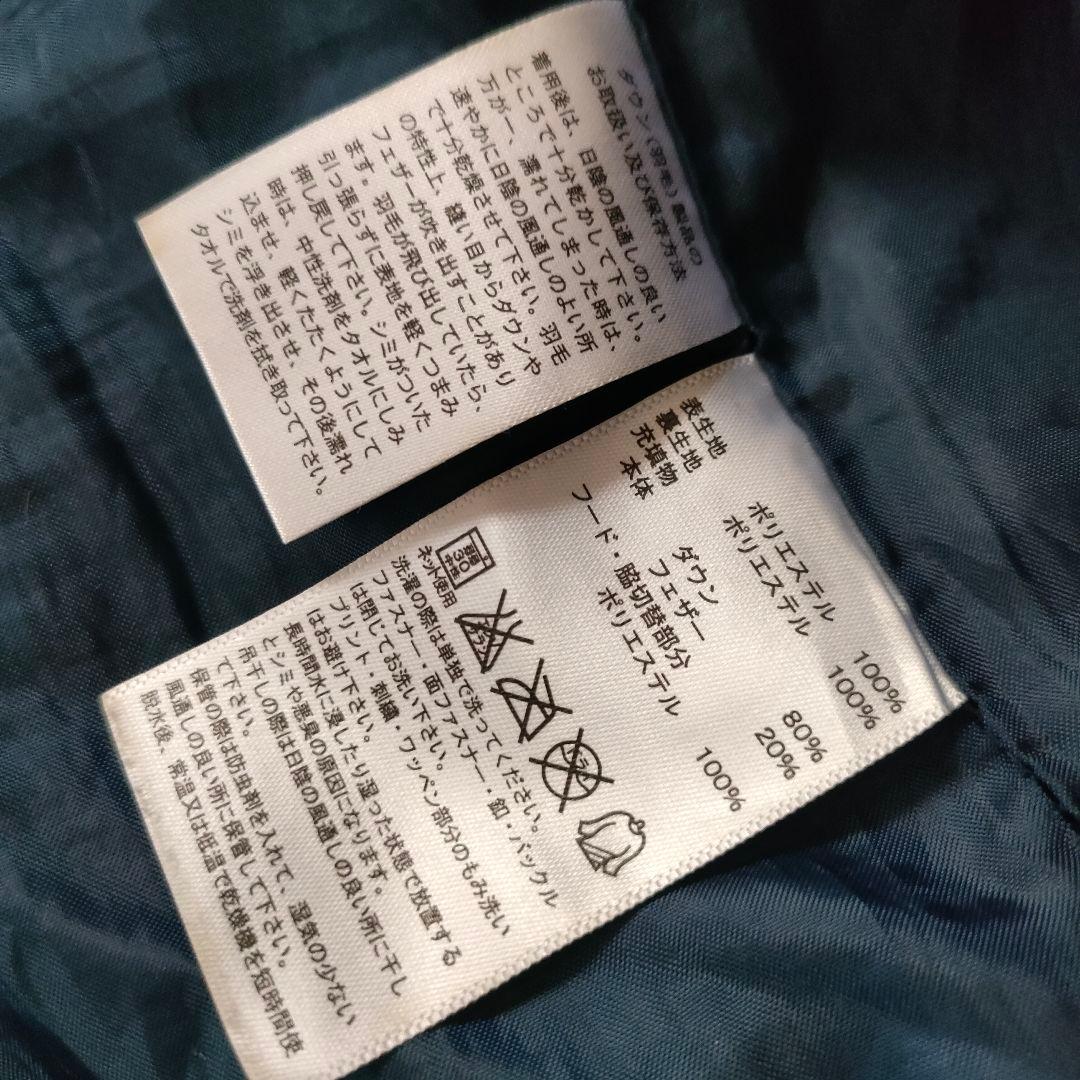 ダウン(羽毛)製品の
お取扱い及び保存方法
着用後は、日陰の風通しの良い
ところで十分乾かして下さい。
万が一、濡れてしまった時は、
速やかに日陰の風通しのよい所
で十分乾燥させて下さい。羽毛
の特性上、縫い目からダウンや
フェザーが吹き出すことがあり
ます。羽毛が飛び出していたら、
引っ張らずに表地を軽くつまみ
押し戻して下さい。シミがついた
時は、中性洗剤をタオルにしみ
込ませ、軽くたたくようにして
シミを浮き出させ、その後濡れ
タオルで洗剤を拭き取って下さい。
表生地 ポリエステル 100%
裏生地 ポリエステル 100%
充填物
本体 ダウン 80%
フェザー 20%
フード・脇切替部分
ポリエステル 100%
30
中性
ネット使用
洗濯の際は単独で洗ってください。
ファスナー・面ファスナー・釦・バックル
は閉じてお洗い下さい。
プリント・刺繍・ワッペン部分のもみ洗い
はお避け下さい。
長時間水に浸したり湿った状態で放置する
とシミや悪臭の原因になります。
吊干しの際は日陰の風通しの良い所に干し
て下さい。
保管の際は防虫剤を入れて、湿気の少ない
風通しの良い所に保管して下さい。
脱水後、常温又は低温で乾燥機を短時間使